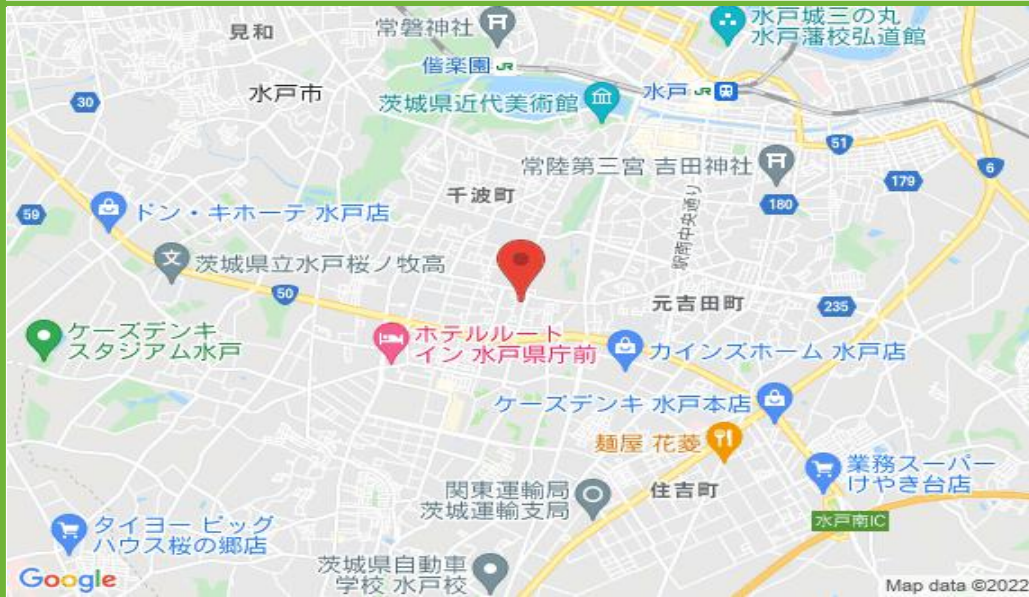 見和
常磐神社
水戸城三の丸
水戸藩校弘道館
偕楽園 JR
水戸市
30
茨城県近代美術館
水戸 JR
51
6
常陸第三宮 吉田神社
179
千波町
180
59
ドン・キホーテ 水戸店
駅南中央通り
茨城県立水戸桜ノ牧高
50
元吉田町
235
ケーズデンキ
スタジアム水戸
ホテルルート
イン 水戸県庁前
カインズホーム 水戸店
ケーズデンキ 水戸本店
麺屋 花菱
業務スーパー
けやき台店
関東運輸局
茨城運輸支局
住吉町
水戸南IC
タイヨー ビッグ
ハウス桜の郷店
茨城県自動車
学校 水戸校
Google
Map data ©2022
文